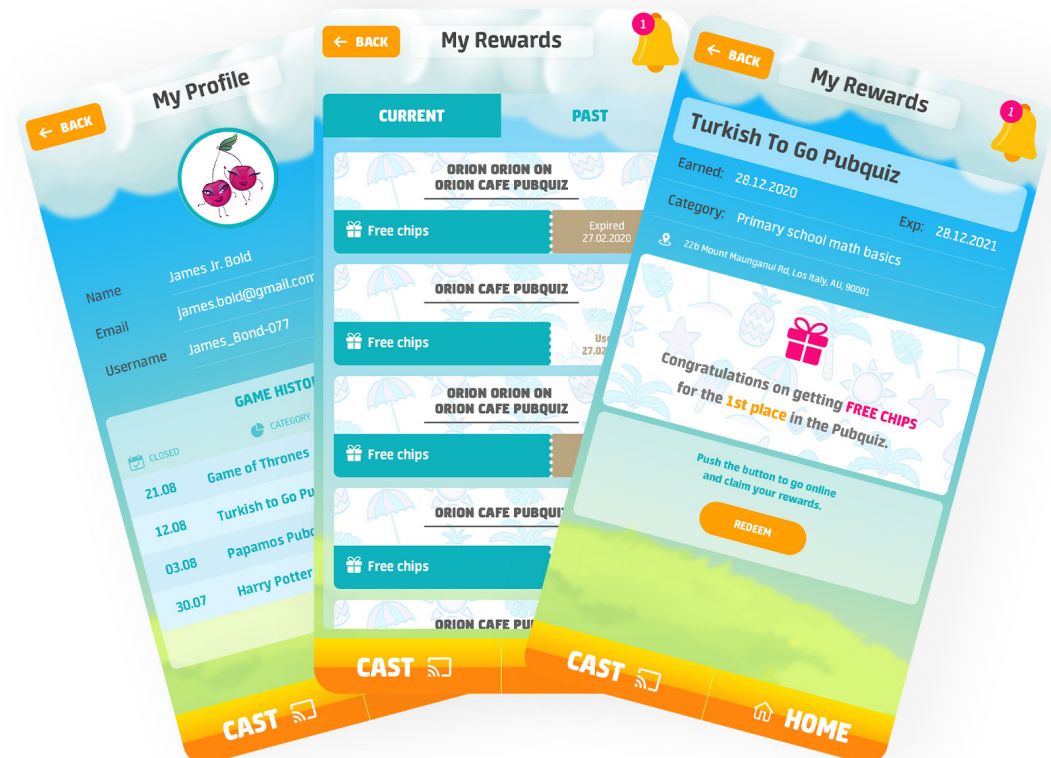 BACK
My Profile
Name
James Jr. Bold
Email
james.bold@gmail.com
Username
James_Bond-077
GAME HISTO
CLOSED
CATEGORY
21.08 Game of Thrones
12.08 Turkish to Go Pu
03.08 Papamos Pubq
30.07 Harry Potter
CAST
BACK
My Rewards
1
CURRENT
PAST
ORION ORION ON
ORION CAFE PUBQUIZ
Free chips
Expired
27.02.2020
ORION CAFE PUBQUIZ
Free chips
Us
27.02
ORION ORION ON
ORION CAFE PUBQUIZ
Free chips
ORION CAFE PUBQUI
Free chips
ORION CAFE PU
CAST
BACK
My Rewards
1
Turkish To Go Pubquiz
Earned: 28.12.2020
Exp: 28.12.2021
Category: Primary school math basics
22b Mount Maunganui Rd, Los Italy, AU, 90001
Congratulations on getting FREE CHIPS
for the 1st place in the Pubquiz.
Push the button to go online
and claim your rewards.
REDEEM
CAST
HOME